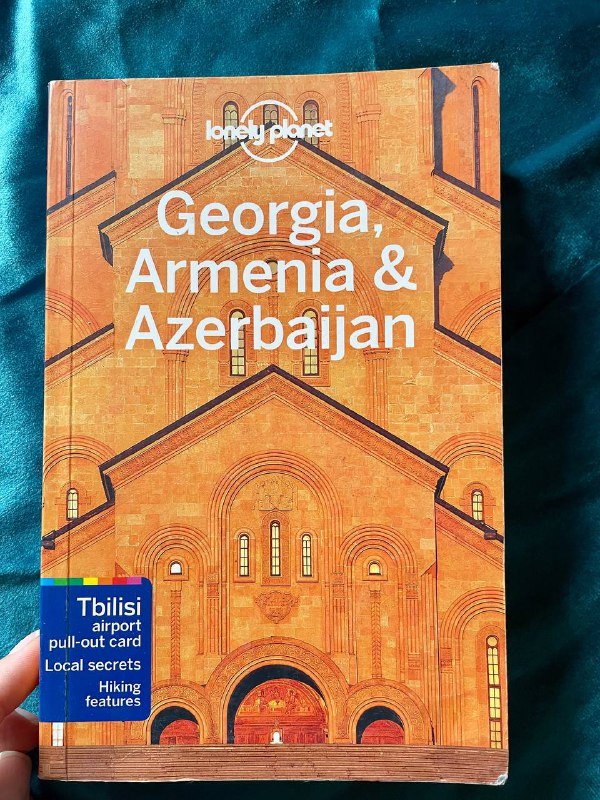 lonely planet
Georgia,
Armenia &
Azerbaijan
Tbilisi
airport
pull-out card
Local secrets
Hiking
features